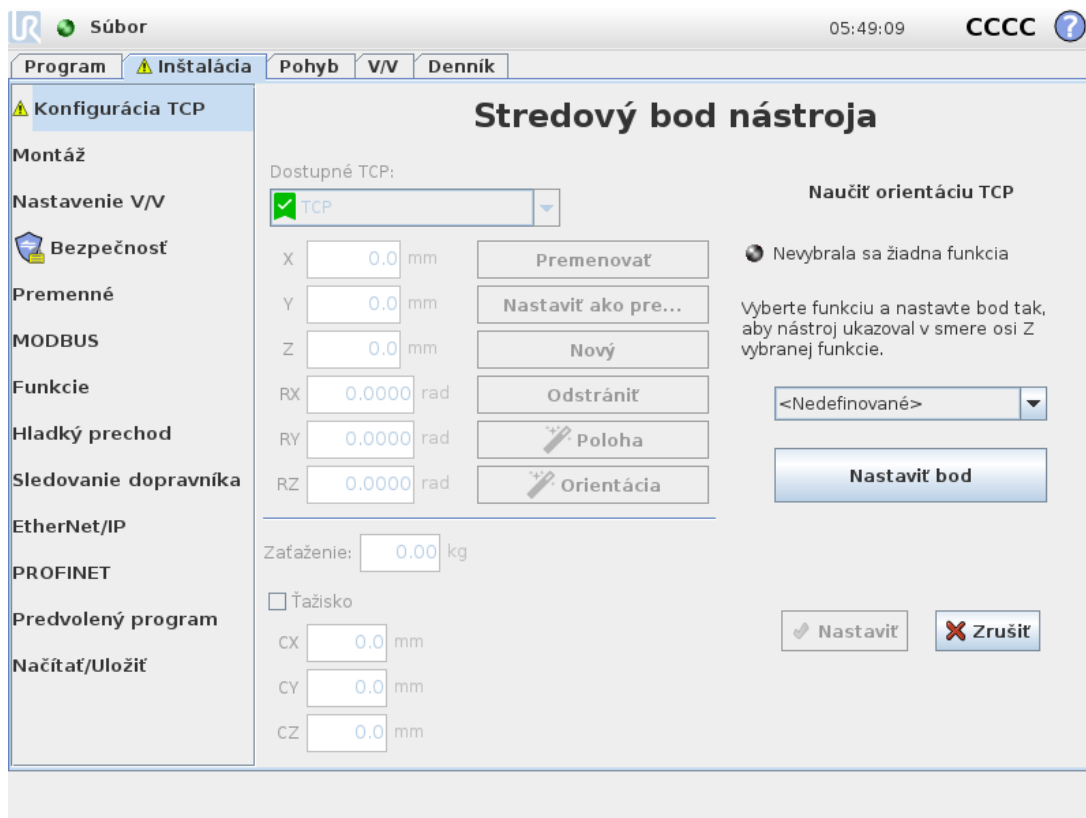 Súbor
05:49:09
CCCC
?
Program
Inštalácia
Pohyb
V/V
Denník
Konfigurácia TCP
Montáž
Nastavenie V/V
Bezpečnosť
Premenné
MODBUS
Funkcie
Hladký prechod
Sledovanie dopravníka
EtherNet/IP
PROFINET
Predvolený program
Načítať/Uložiť
Stredový bod nástroja
Dostupné TCP:
TCP
X 0.0 mm
Premenovať
Y 0.0 mm
Nastaviť ako pre...
Z 0.0 mm
Nový
RX 0.0000 rad
Odstrániť
RY 0.0000 rad
Poloha
RZ 0.0000 rad
Orientácia
Zaťaženie: 0.00 kg
Ťažisko
CX 0.0 mm
CY 0.0 mm
CZ 0.0 mm
Naučiť orientáciu TCP
Nevybrala sa žiadna funkcia
Vyberte funkciu a nastavte bod tak,
aby nástroj ukazoval v smere osi Z
vybranej funkcie.
<Nedefinované>
Nastaviť bod
Nastaviť
Zrušiť